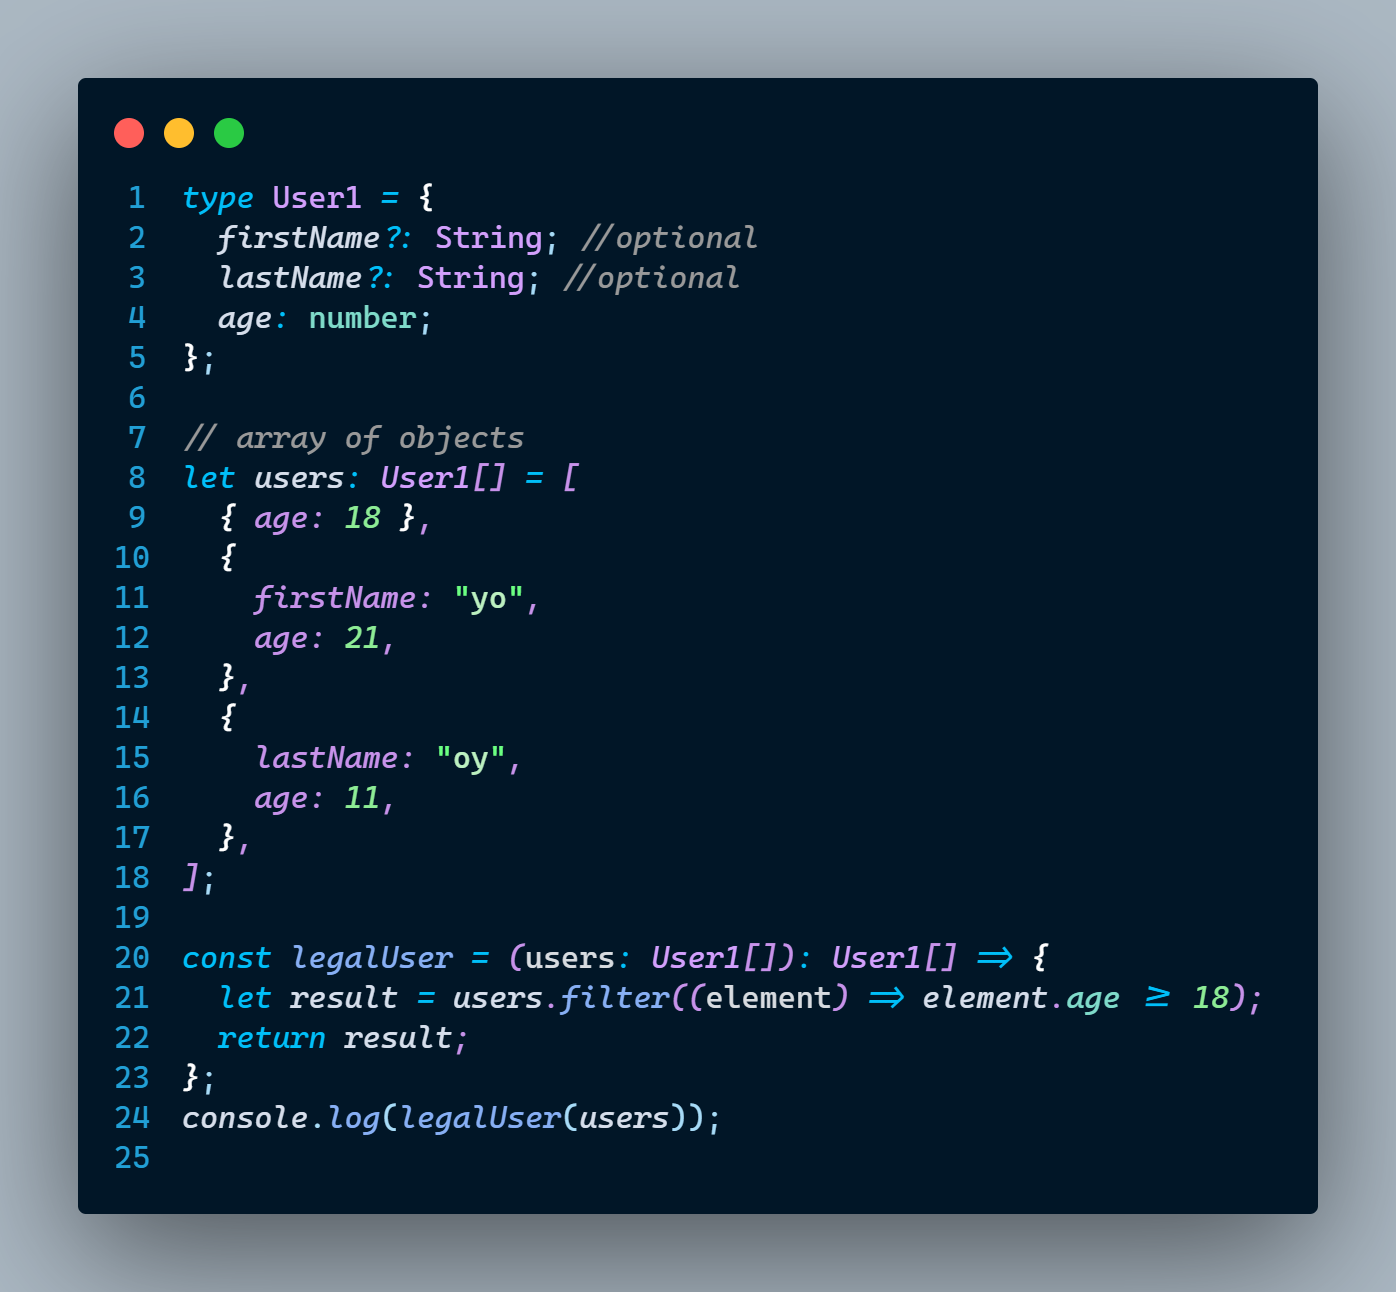 1 type User1 = {
2   firstName?: String; //optional
3   lastName?: String; //optional
4   age: number;
5 };
6
7 // array of objects
8 let users: User1[] = [
9   { age: 18 },
10   {
11     firstName: "yo",
12     age: 21,
13   },
14   {
15     lastName: "oy",
16     age: 11,
17   },
18 ];
19
20 const legalUser = (users: User1[]): User1[] => {
21   let result = users.filter((element) => element.age >= 18);
22   return result;
23 };
24 console.log(legalUser(users));
25